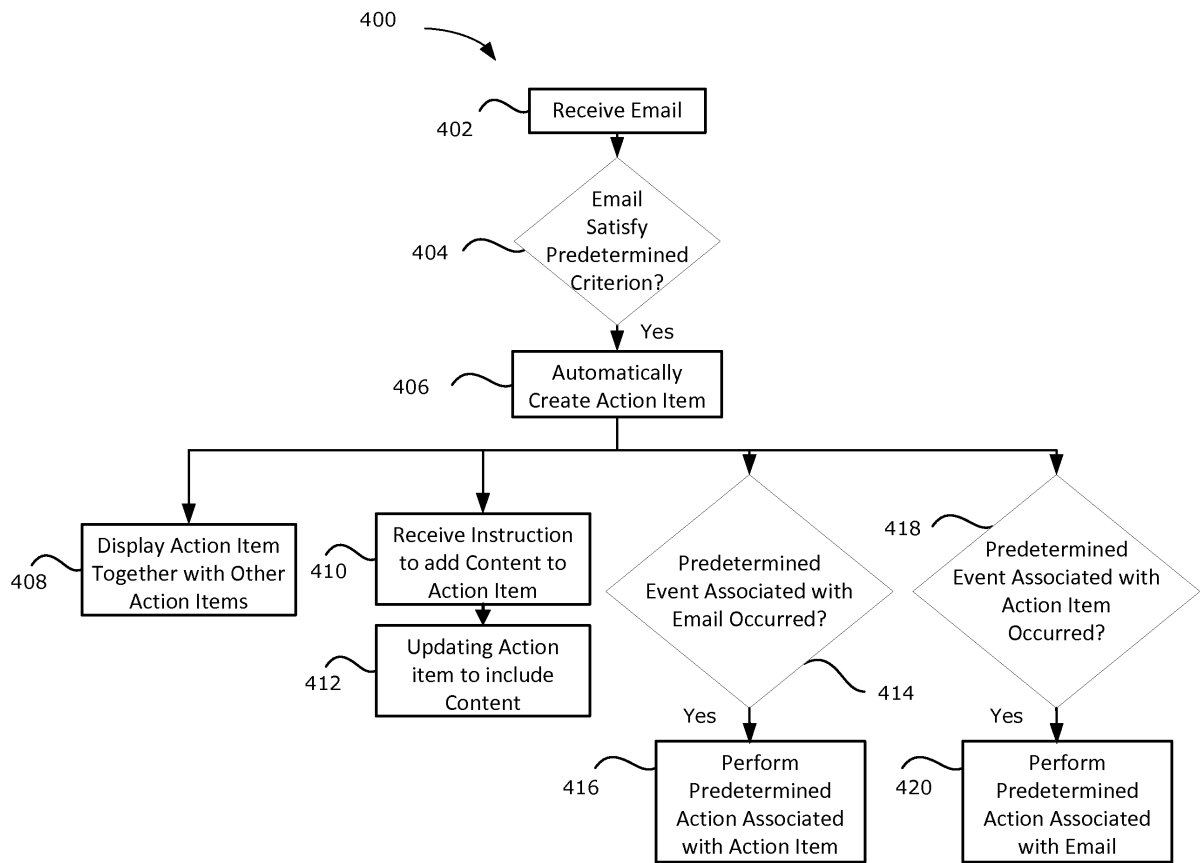 400
Receive Email
402
Email
Satisfy
Predetermined
Criterion?
404
Yes
Automatically
Create Action Item
406
Display Action Item
Together with Other
Action Items
408
Receive Instruction
to add Content to
Action Item
410
Updating Action
item to include
Content
412
Predetermined
Event Associated with
Email Occurred?
414
Yes
Perform
Predetermined
Action Associated
with Action Item
416
418
Predetermined
Event Associated with
Action Item
Occurred?
Yes
Perform
Predetermined
Action Associated
with Email
420